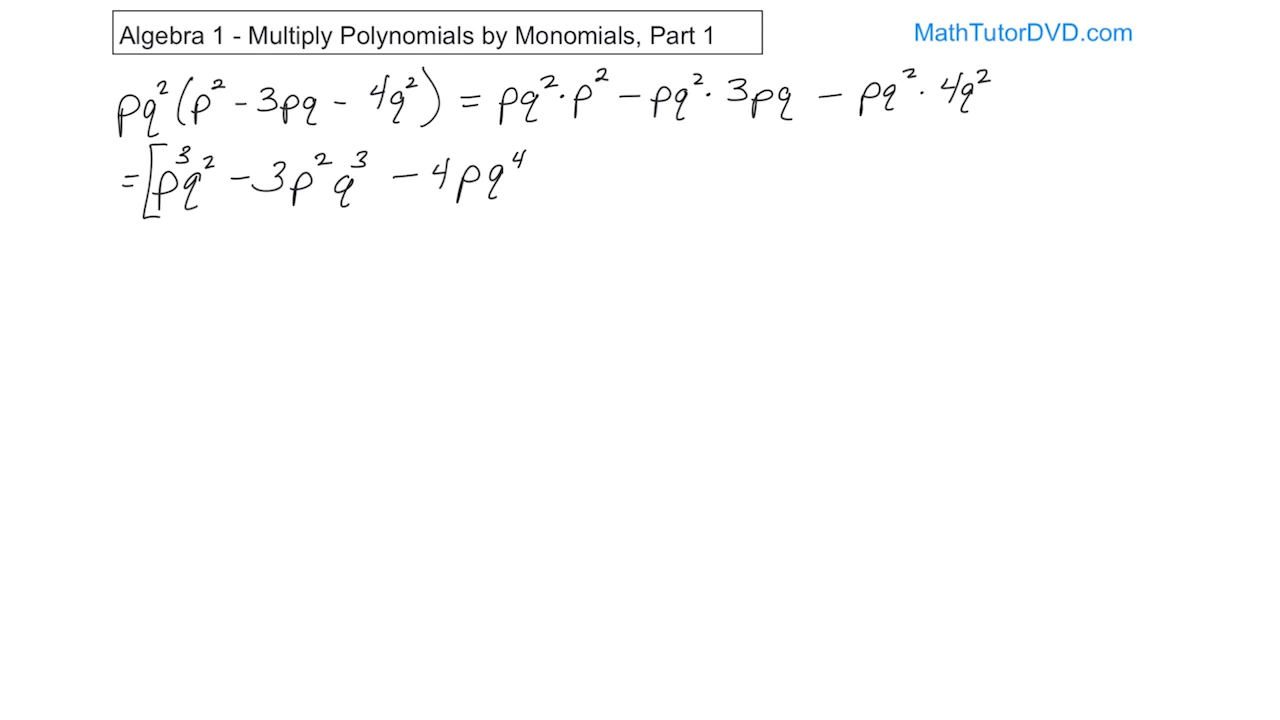 Algebra 1 - Multiply Polynomials by Monomials, Part 1
MathTutorDVD.com
pq²(p² - 3pq - 4q²) = pq²·p² - pq²·3pq - pq²·4q²
= [p³q² - 3p²q³ - 4pq⁴